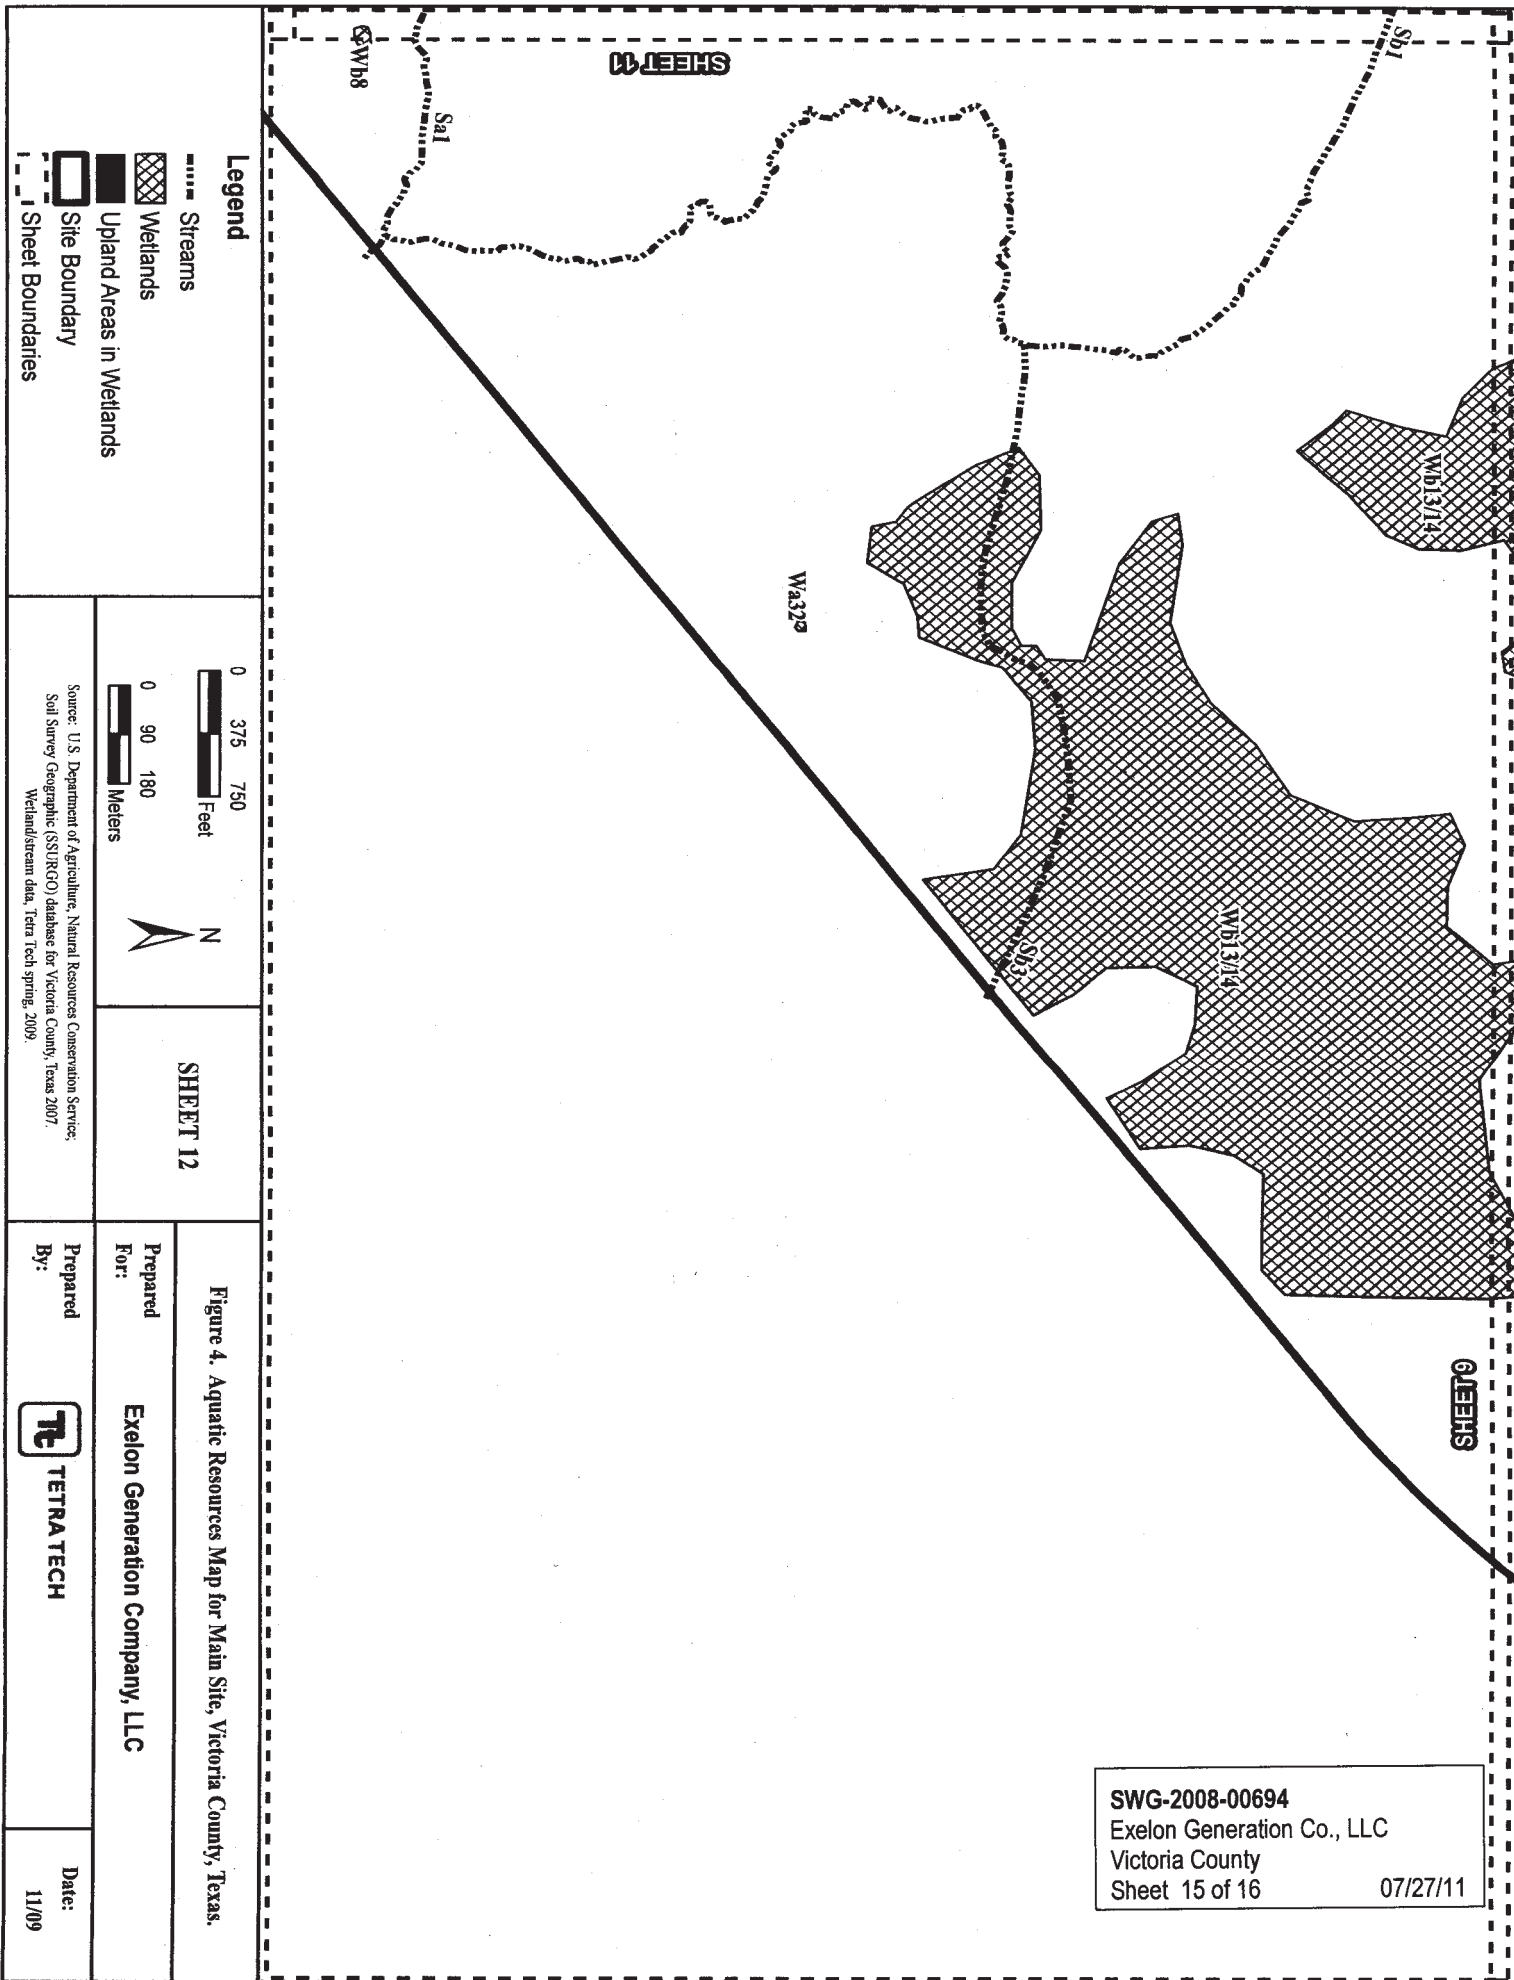 Sb1
SHEET 11
Wb8
Sa1
Wb13/14
Wa32
Wb13/14
Sb3
SHEET 9
SWG-2008-00694
Exelon Generation Co., LLC
Victoria County
Sheet 15 of 16 07/27/11
Legend
Streams
Wetlands
Upland Areas in Wetlands
Site Boundary
Sheet Boundaries
0 375 750
Feet
0 90 180
Meters
N
Source: U.S. Department of Agriculture, Natural Resources Conservation Service;
Soil Survey Geographic (SSURGO) database for Victoria County, Texas 2007.
Wetland/stream data, Tetra Tech spring, 2009.
SHEET 12
Figure 4. Aquatic Resources Map for Main Site, Victoria County, Texas.
Prepared
For:
Exelon Generation Company, LLC
Prepared
By:
Tt TETRA TECH
Date:
11/09